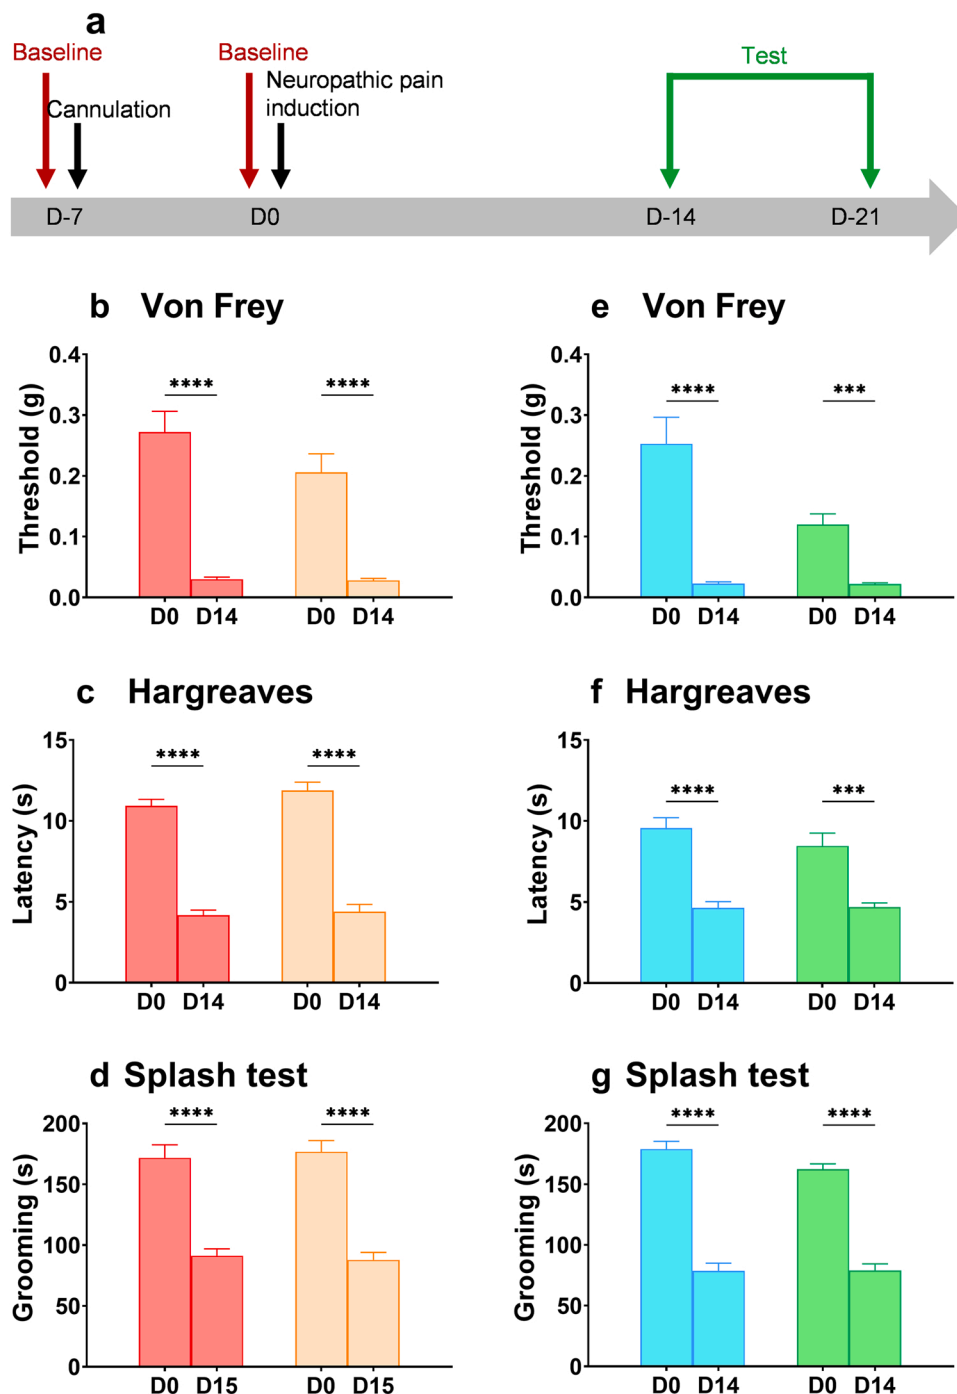 a
Baseline
Baseline
Test
Cannulation
Neuropathic pain
induction
D-7
D0
D-14
D-21
b Von Frey
Threshold (g)
0.4
0.3
0.2
0.1
0.0
****
****
D0 D14 D0 D14
e Von Frey
Threshold (g)
0.4
0.3
0.2
0.1
0.0
****
***
D0 D14 D0 D14
c Hargreaves
Latency (s)
15
10
5
0
****
****
D0 D14 D0 D14
f Hargreaves
Latency (s)
15
10
5
0
****
***
D0 D14 D0 D14
d Splash test
Grooming (s)
200
150
100
50
0
****
****
D0 D15 D0 D15
g Splash test
Grooming (s)
200
150
100
50
0
****
****
D0 D14 D0 D14